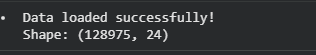 • Data loaded successfully!
Shape: (128975, 24)